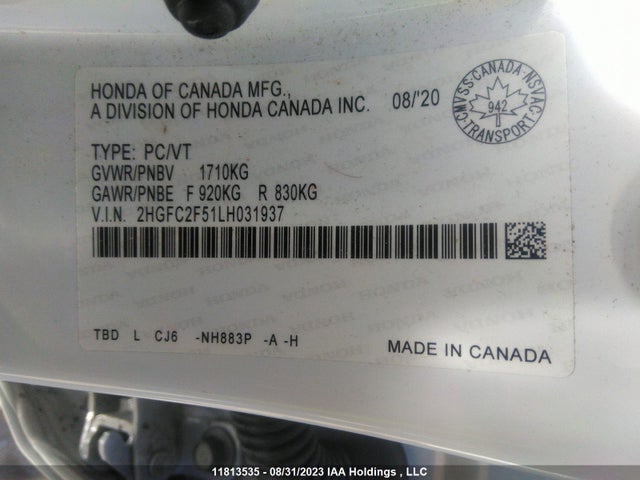 HONDA OF CANADA MFG.,
A DIVISION OF HONDA CANADA INC. 08/'20
CMVSS-CANADA-NSVAC
942
TRANSPORT
TYPE: PC/VT
GVWR/PNBV 1710KG
GAWR/PNBE F 920KG R 830KG
V.I.N. 2HGFC2F51LH031937
TBD L CJ6 -NH883P -A -H
MADE IN CANADA
11813535 - 08/31/2023 IAA Holdings , LLC